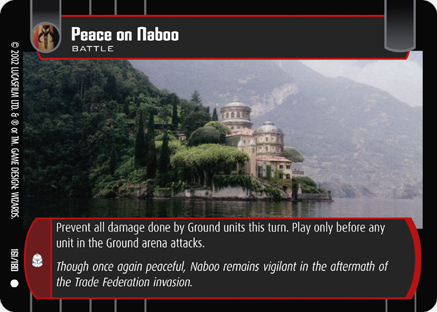 Peace on Naboo
BATTLE
Prevent all damage done by Ground units this turn. Play only before any
unit in the Ground arena attacks.
Though once again peaceful, Naboo remains vigilant in the aftermath of
the Trade Federation invasion.
© 2002 LUCASFILM LTD. & ® or TM. GAME DESIGN: WIZARDS.